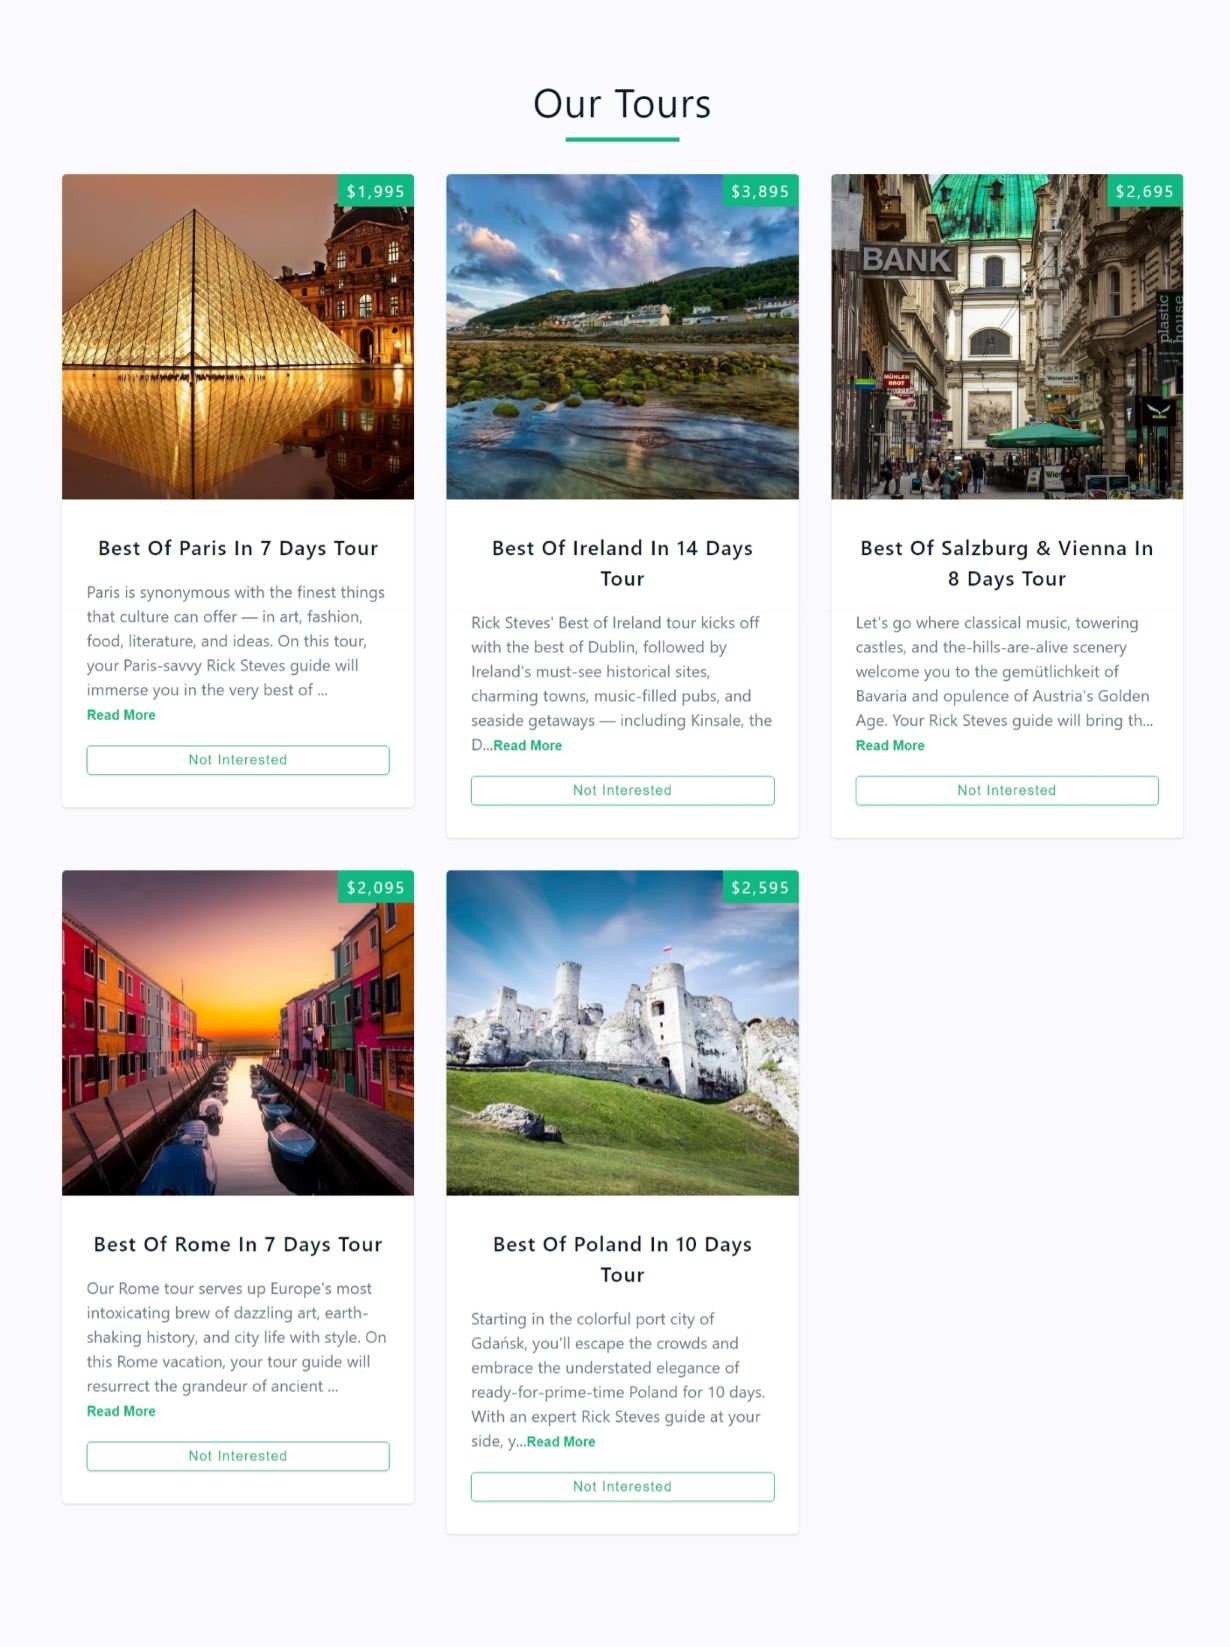 Our Tours
$1,995
Best Of Paris In 7 Days Tour
Paris is synonymous with the finest things
that culture can offer — in art, fashion,
food, literature, and ideas. On this tour,
your Paris-savvy Rick Steves guide will
immerse you in the very best of ...
Read More
Not Interested
$3,895
Best Of Ireland In 14 Days
Tour
Rick Steves' Best of Ireland tour kicks off
with the best of Dublin, followed by
Ireland's must-see historical sites,
charming towns, music-filled pubs, and
seaside getaways — including Kinsale, the
D...Read More
Not Interested
$2,695
BANK
plastic
house
MÜHLEN
BROT
Best Of Salzburg & Vienna In
8 Days Tour
Let's go where classical music, towering
castles, and the-hills-are-alive scenery
welcome you to the gemütlichkeit of
Bavaria and opulence of Austria's Golden
Age. Your Rick Steves guide will bring th...
Read More
Not Interested
$2,095
Best Of Rome In 7 Days Tour
Our Rome tour serves up Europe's most
intoxicating brew of dazzling art, earth-
shaking history, and city life with style. On
this Rome vacation, your tour guide will
resurrect the grandeur of ancient ...
Read More
Not Interested
$2,595
Best Of Poland In 10 Days
Tour
Starting in the colorful port city of
Gdańsk, you'll escape the crowds and
embrace the understated elegance of
ready-for-prime-time Poland for 10 days.
With an expert Rick Steves guide at your
side, y...Read More
Not Interested